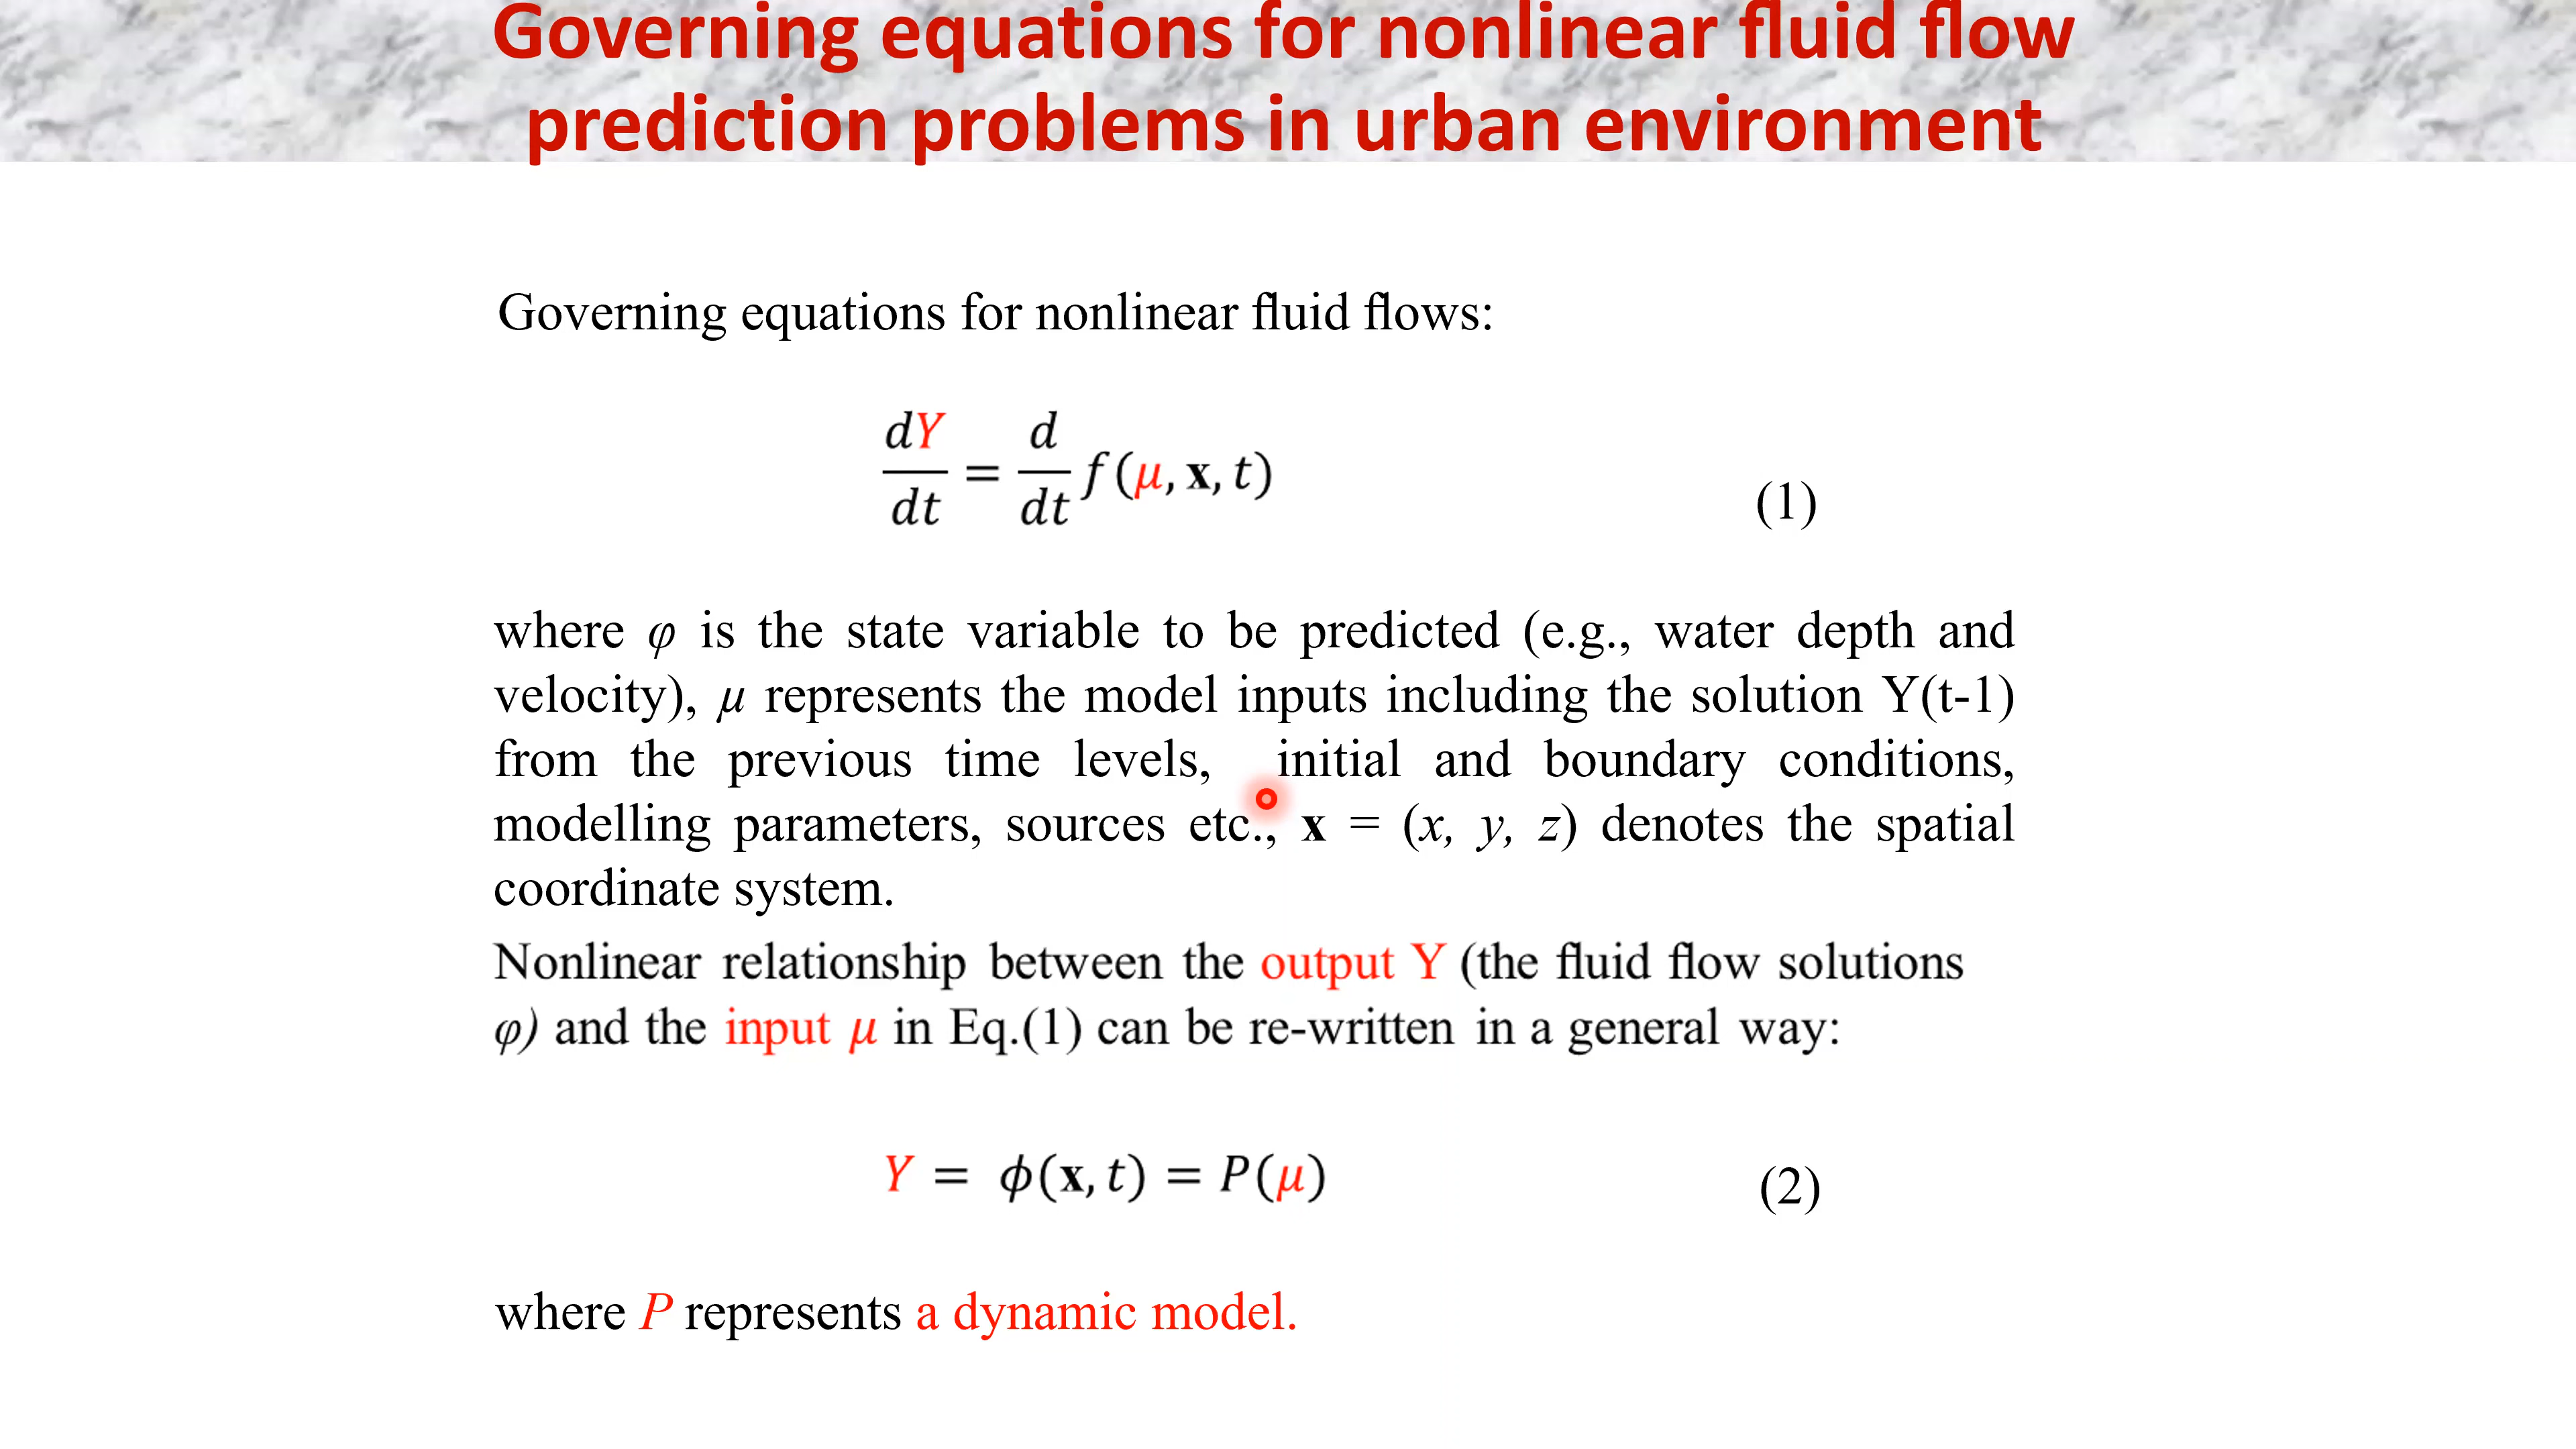 Governing equations for nonlinear fluid flow
prediction problems in urban environment
Governing equations for nonlinear fluid flows:
dY/dt = d/dt f(μ, x, t) (1)
where φ is the state variable to be predicted (e.g., water depth and
velocity), μ represents the model inputs including the solution Y(t-1)
from the previous time levels, initial and boundary conditions,
modelling parameters, sources etc., x = (x, y, z) denotes the spatial
coordinate system.
Nonlinear relationship between the output Y (the fluid flow solutions
φ) and the input μ in Eq.(1) can be re-written in a general way:
Y = ϕ(x, t) = P(μ) (2)
where P represents a dynamic model.